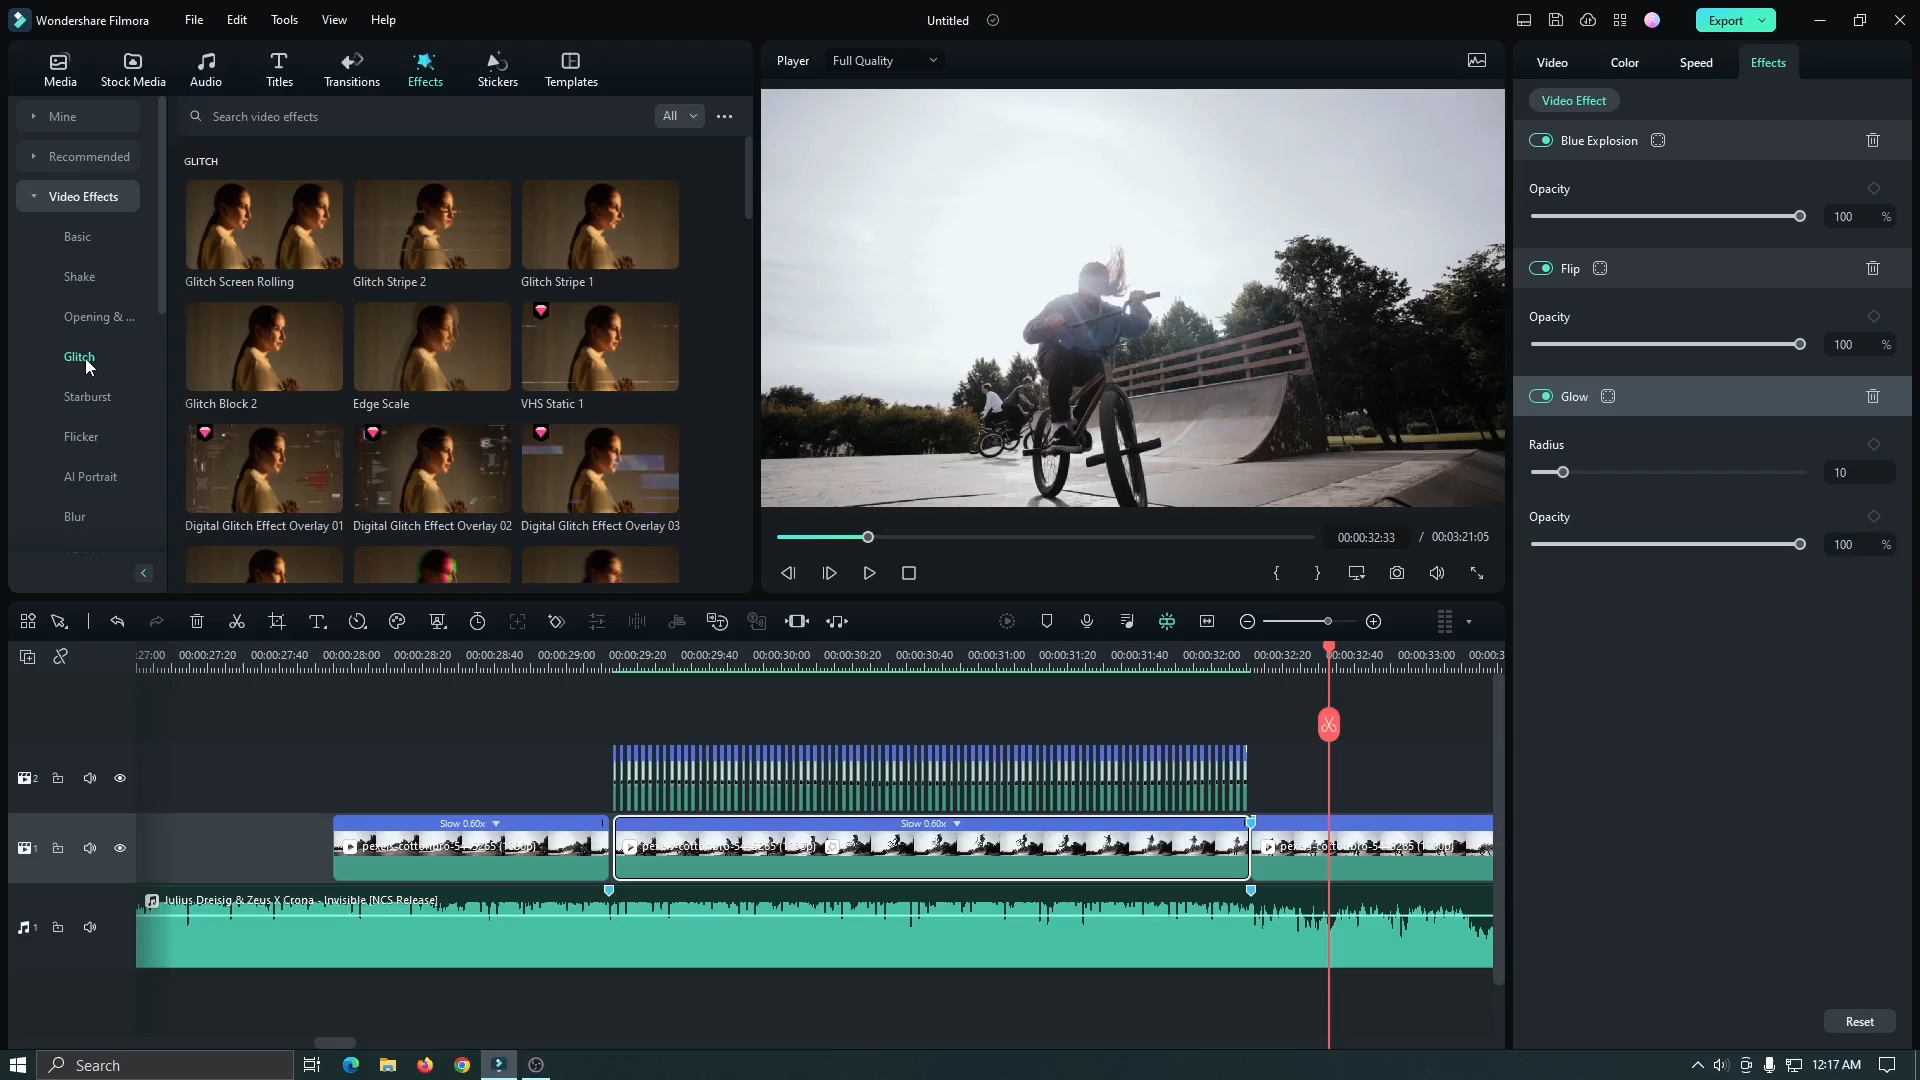 Wondershare Filmora
File
Edit
Tools
View
Help
Untitled
Export
Media
Stock Media
Audio
Titles
Transitions
Effects
Stickers
Templates
Player
Full Quality
Video
Color
Speed
Effects
Mine
Recommended
Video Effects
Basic
Shake
Opening & ...
Glitch
Starburst
Flicker
AI Portrait
Blur
Search video effects
All
GLITCH
Glitch Screen Rolling
Glitch Stripe 2
Glitch Stripe 1
Glitch Block 2
Edge Scale
VHS Static 1
Digital Glitch Effect Overlay 01
Digital Glitch Effect Overlay 02
Digital Glitch Effect Overlay 03
00:00:32:33 / 00:03:21:05
Video Effect
Blue Explosion
Opacity
100 %
Flip
Opacity
100 %
Glow
Radius
10
Opacity
100 %
Reset
:27:00 00:00:27:20 00:00:27:40 00:00:28:00 00:00:28:20 00:00:28:40 00:00:29:00 00:00:29:20 00:00:29:40 00:00:30:00 00:00:30:20 00:00:30:40 00:00:31:00 00:00:31:20 00:00:31:40 00:00:32:00 00:00:32:20 00:00:32:40 00:00:33:00 00:00:3
2
Slow 0.60x
Slow 0.60x
1
Julius Dreisig & Zeus X Crona - Invisible [NCS Release]
1
Search
12:17 AM